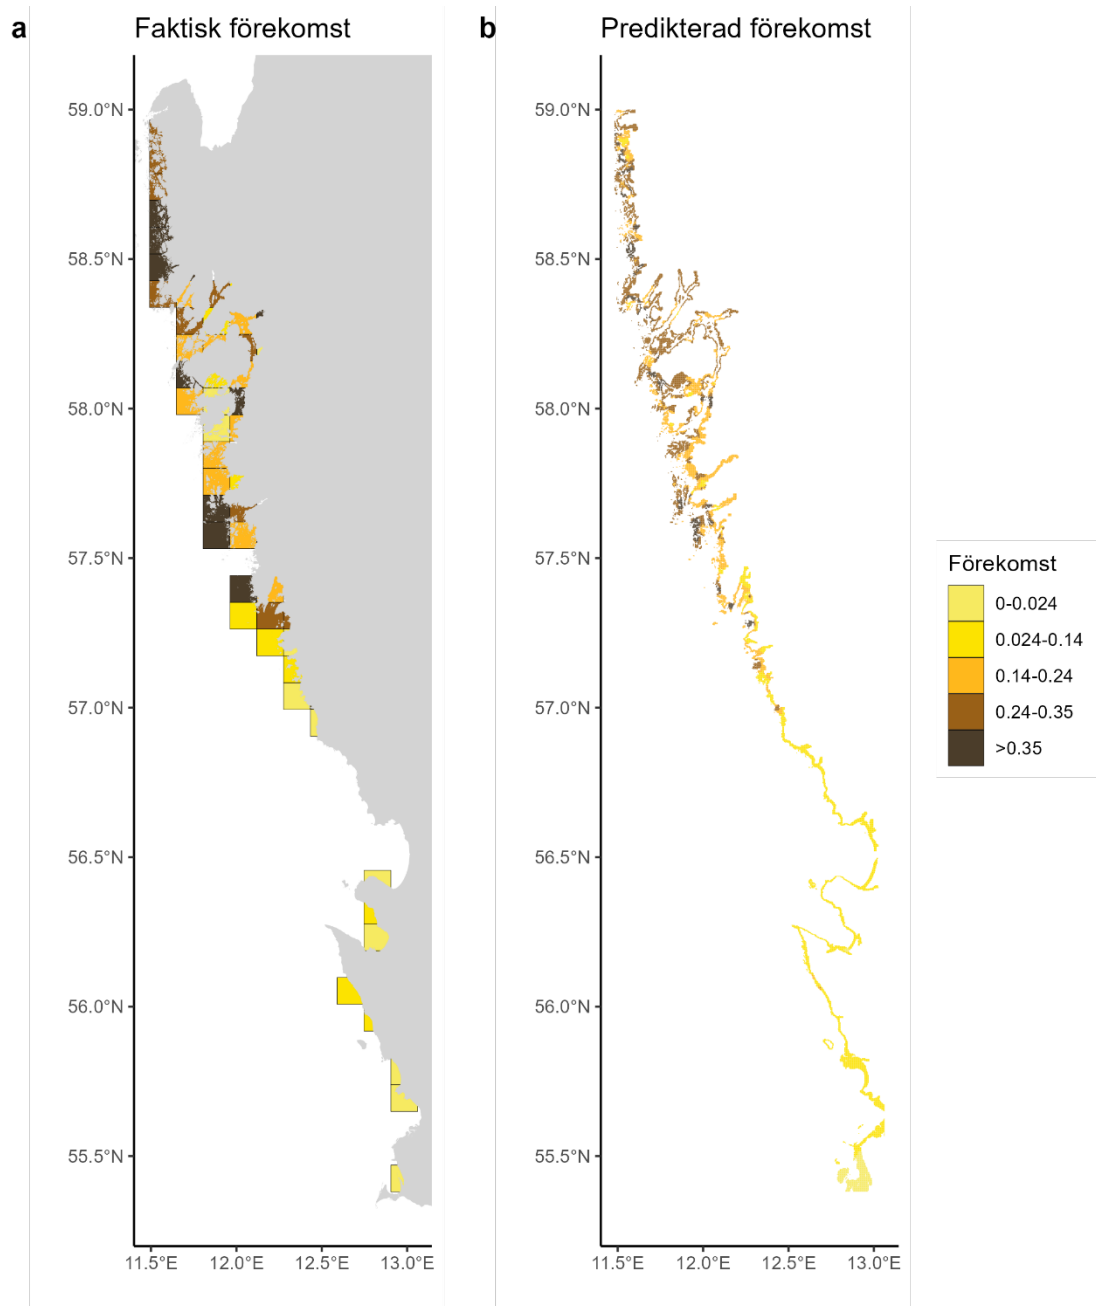 a
Faktisk förekomst
59.0°N
58.5°N
58.0°N
57.5°N
57.0°N
56.5°N
56.0°N
55.5°N
11.5°E 12.0°E 12.5°E 13.0°E
b
Predikterad förekomst
59.0°N
58.5°N
58.0°N
57.5°N
57.0°N
56.5°N
56.0°N
55.5°N
11.5°E 12.0°E 12.5°E 13.0°E
Förekomst
0-0.024
0.024-0.14
0.14-0.24
0.24-0.35
>0.35